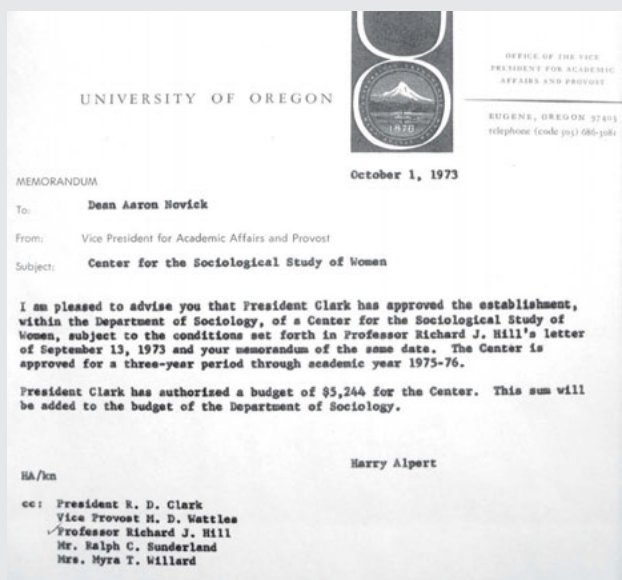 OFFICE OF THE VICE
PRESIDENT FOR ACADEMIC
AFFAIRS AND PROVOST
UNIVERSITY OF OREGON
EUGENE, OREGON 97403
telephone (code 503) 686-3081
1876
October 1, 1973
MEMORANDUM
To: Dean Aaron Novick
From: Vice President for Academic Affairs and Provost
Subject: Center for the Sociological Study of Women
I am pleased to advise you that President Clark has approved the establishment,
within the Department of Sociology, of a Center for the Sociological Study of
Women, subject to the conditions set forth in Professor Richard J. Hill's letter
of September 13, 1973 and your memorandum of the same date. The Center is
approved for a three-year period through academic year 1975-76.
President Clark has authorized a budget of $5,244 for the Center. This sum will
be added to the budget of the Department of Sociology.
Harry Alpert
HA/kn
cc: President R. D. Clark
Vice Provost M. D. Wattles
Professor Richard J. Hill
Mr. Ralph C. Sunderland
Mrs. Myra T. Willard